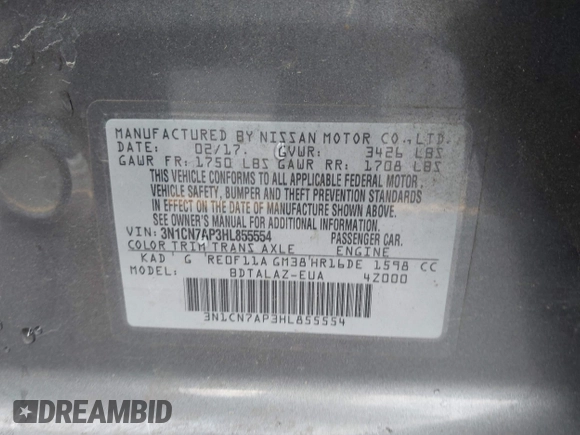 MANUFACTURED BY NISSAN MOTOR CO., LTD.
DATE: 02/17. GVWR: 3426 LBS
GAWR FR: 1750 LBS GAWR RR: 1708 LBS
THIS VEHICLE CONFORMS TO ALL APPLICABLE FEDERAL MOTOR
VEHICLE SAFETY, BUMPER AND THEFT PREVENTION STANDARDS
IN EFFECT ON THE DATE OF MANUFACTURE SHOWN ABOVE.
SEE OWNER'S MANUAL FOR ADDITIONAL INFORMATION.
VIN: 3N1CN7AP3HL855554 PASSENGER CAR.
COLOR TRIM TRANS AXLE ENGINE
KAD G RE0F11A GM38 HR16DE 1598 CC
MODEL: BDTALAZ-EUA 4Z000
3N1CN7AP3HL855554
DREAMBID